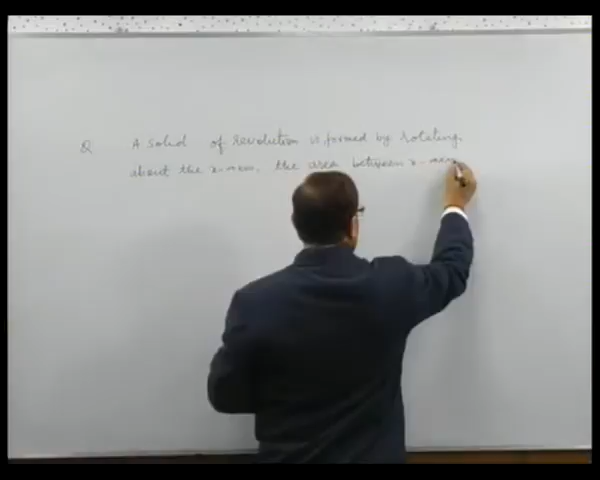 Q A solid of revolution is formed by rotating
about the x-axis, the area between x-axis